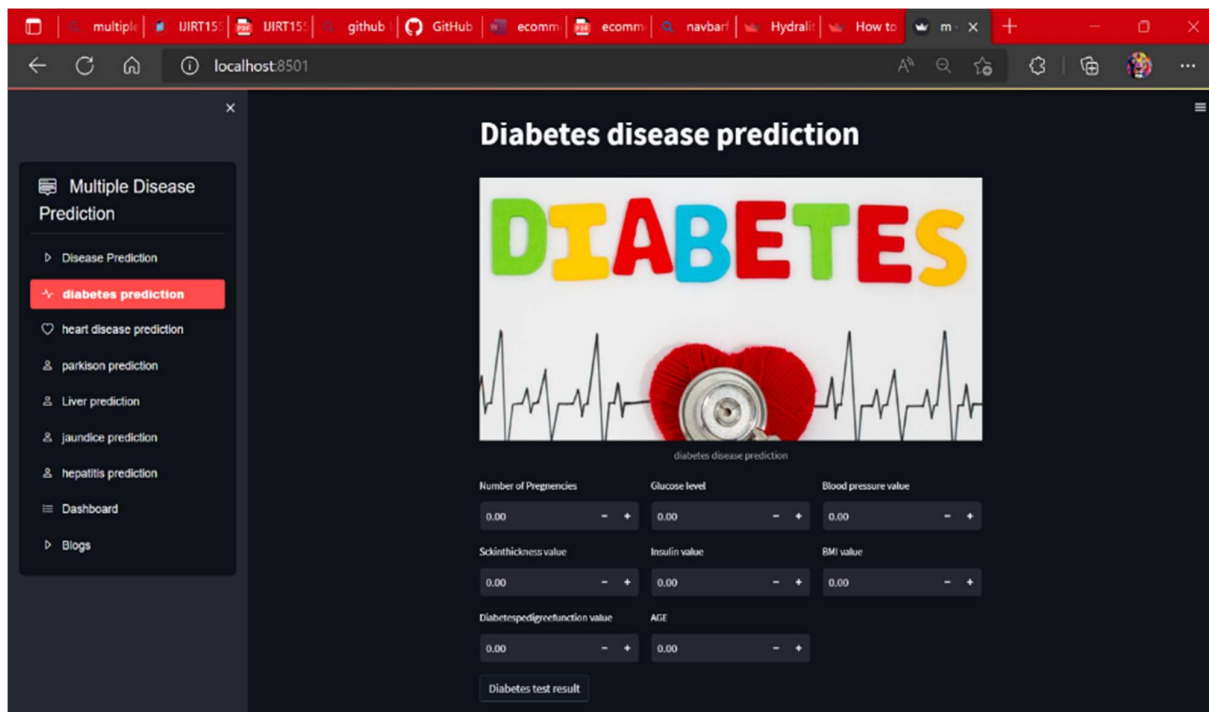 multiple
IJIRT155
IJIRT155
github
GitHub
ecomm
ecomm
navbar
Hydralit
How to
m
localhost:8501
Multiple Disease
Prediction
Disease Prediction
diabetes prediction
heart disease prediction
parkison prediction
Liver prediction
jaundice prediction
hepatitis prediction
Dashboard
Blogs
Diabetes disease prediction
DIABETES
diabetes disease prediction
Number of Pregnencies Glucose level Blood pressure value
0.00 - + 0.00 - + 0.00 - +
Sckinthickness value Insulin value BMI value
0.00 - + 0.00 - + 0.00 - +
Diabetespedigreefunction value AGE
0.00 - + 0.00 - +
Diabetes test result